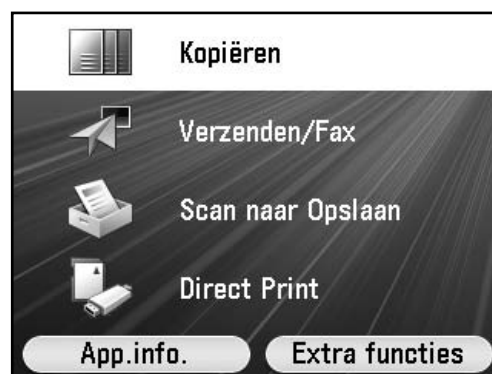 Kopiëren
Verzenden/Fax
Scan naar Opslaan
Direct Print
App.info. Extra functies